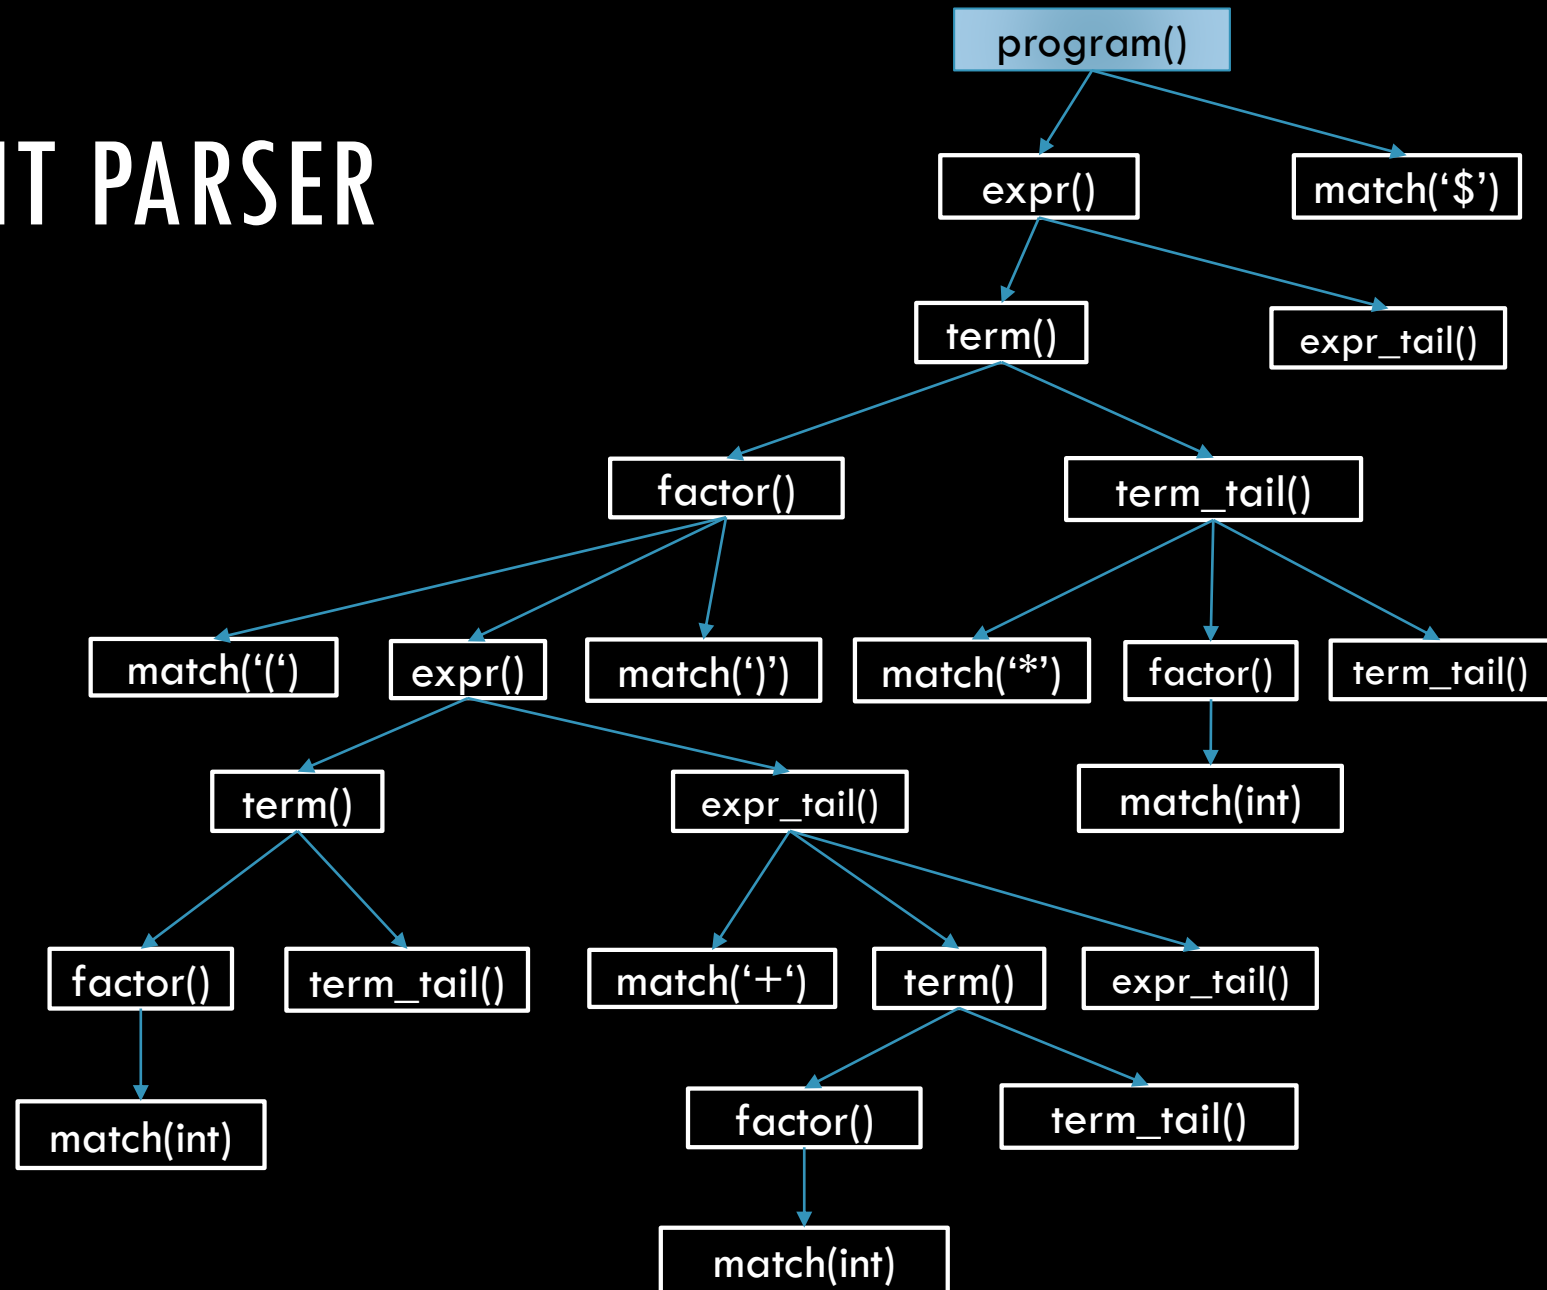 program()
IT PARSER
expr()
match(‘$’)
term()
expr_tail()
factor()
term_tail()
match(‘(‘)
expr()
match(‘)’)
match(‘*’)
factor()
term_tail()
term()
expr_tail()
match(int)
factor()
term_tail()
match(‘+‘)
term()
expr_tail()
match(int)
factor()
term_tail()
match(int)